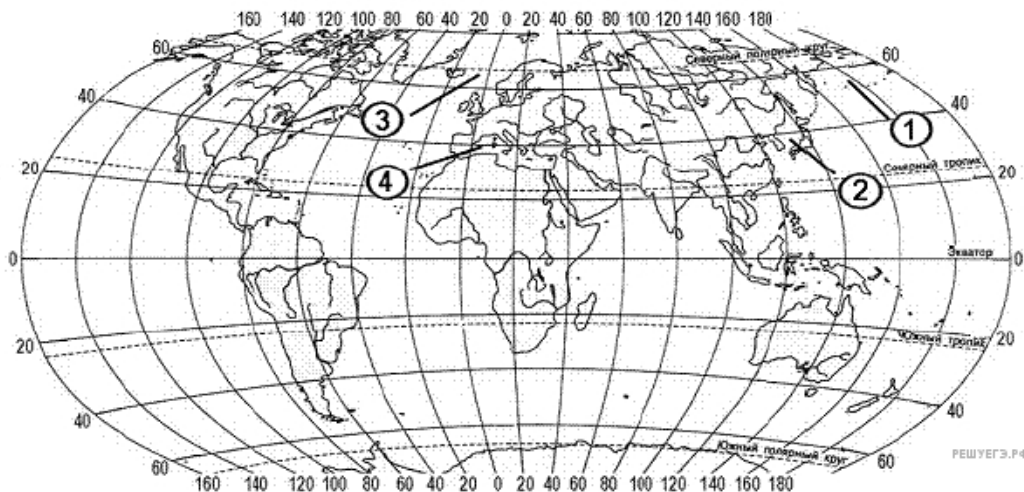 160 140 120 100 80 60 40 20 0 20 40 60 80 100 120 140 160 180
60 Северный полярный круг 60
40 40
3
1
4
2
Северный тропик
20 20
0 Экватор 0
20 Южный тропик 20
40 40
60 Южный полярный круг 60
РЕШУЕГЭ.РФ
160 140 120 100 80 60 40 20 0 20 40 60 80 100 120 140 160 180